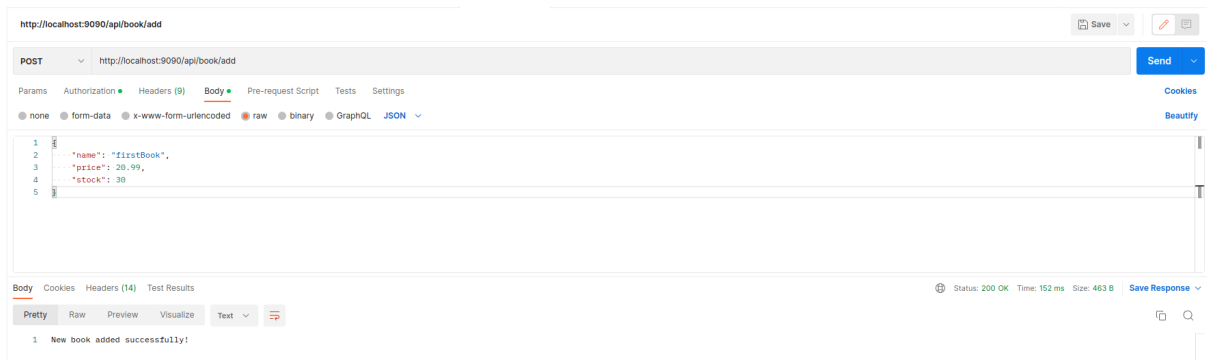 http://localhost:9090/api/book/add Save
POST http://localhost:9090/api/book/add Send
Params Authorization Headers (9) Body Pre-request Script Tests Settings Cookies
none form-data x-www-form-urlencoded raw binary GraphQL JSON Beautify
1 {
2 "name": "firstBook",
3 "price": 20.99,
4 "stock": 30
5 }
Body Cookies Headers (14) Test Results Status: 200 OK Time: 152 ms Size: 463 B Save Response
Pretty Raw Preview Visualize Text
1 New book added successfully!